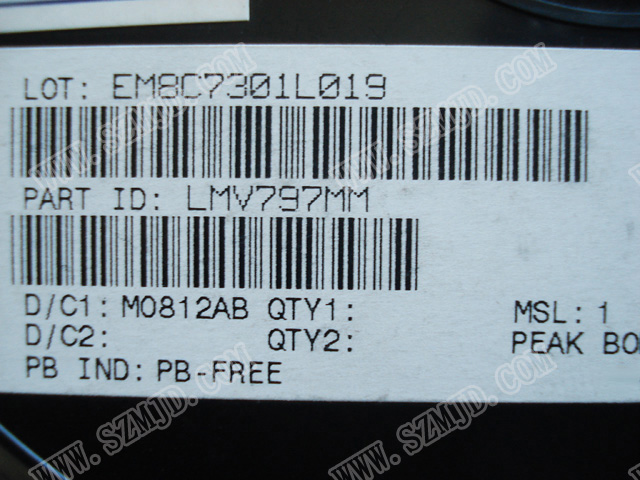 LOT: EM8C7301L019
PART ID: LMV797MM
D/C1: M0812AB QTY1: MSL: 1
D/C2: QTY2: PEAK BO
PB IND: PB-FREE
WWW.SZMJD.COM
WWW.SZMJD.COM
WWW.SZMJD.COM
WWW.SZMJD.COM